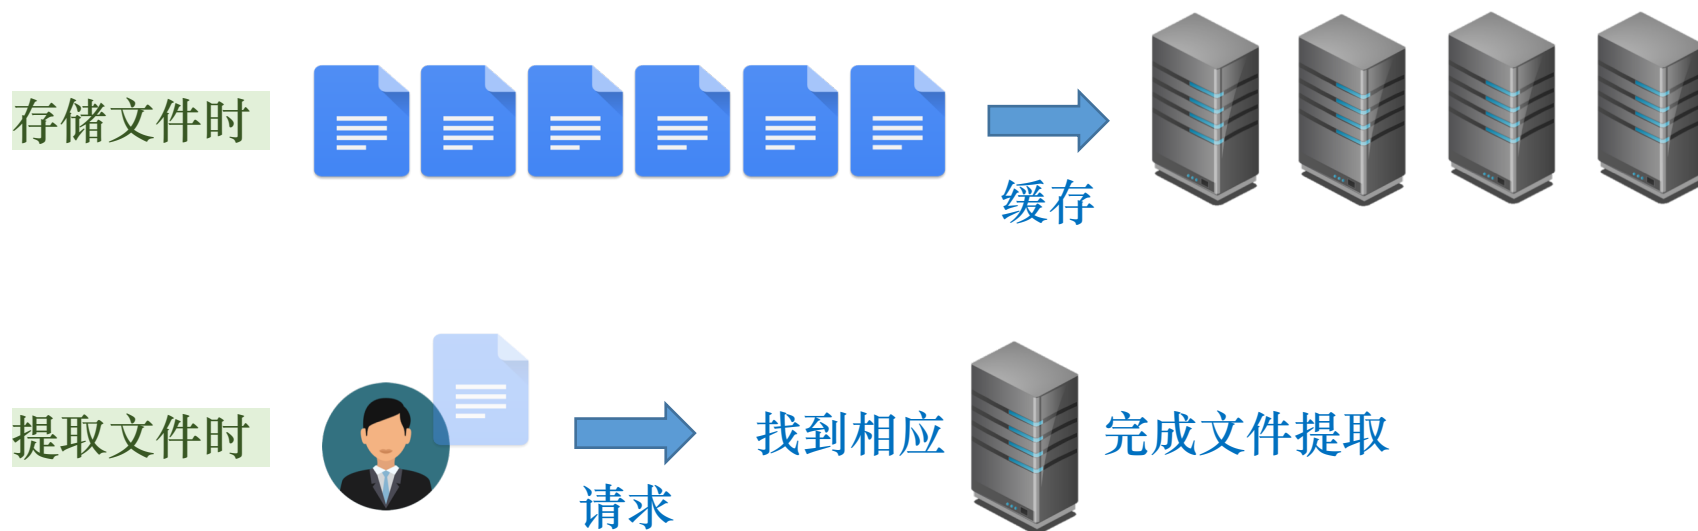 存储文件时
缓存
提取文件时
找到相应
完成文件提取
请求